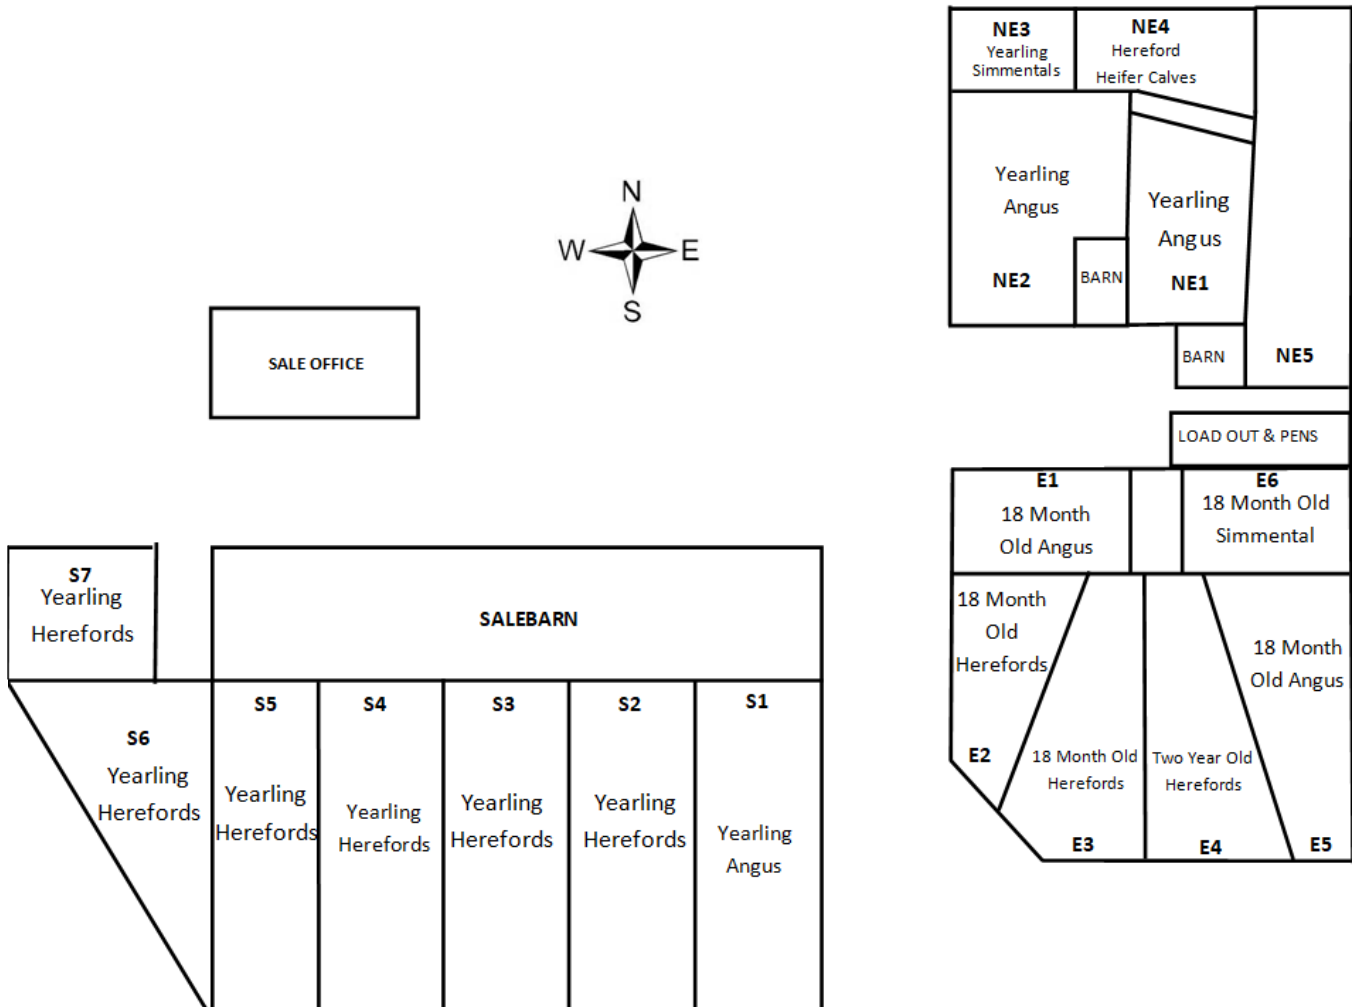 NE3
Yearling
Simmentals
NE4
Hereford
Heifer Calves
Yearling
Angus
NE2
BARN
Yearling
Angus
NE1
BARN
NE5
N
W
E
S
SALE OFFICE
LOAD OUT & PENS
E1
18 Month
Old Angus
E6
18 Month Old
Simmental
S7
Yearling
Herefords
SALEBARN
18 Month
Old
Herefords
E2
18 Month Old
Herefords
E3
Two Year Old
Herefords
E4
18 Month
Old Angus
E5
S6
Yearling
Herefords
S5
Yearling
Herefords
S4
Yearling
Herefords
S3
Yearling
Herefords
S2
Yearling
Herefords
S1
Yearling
Angus